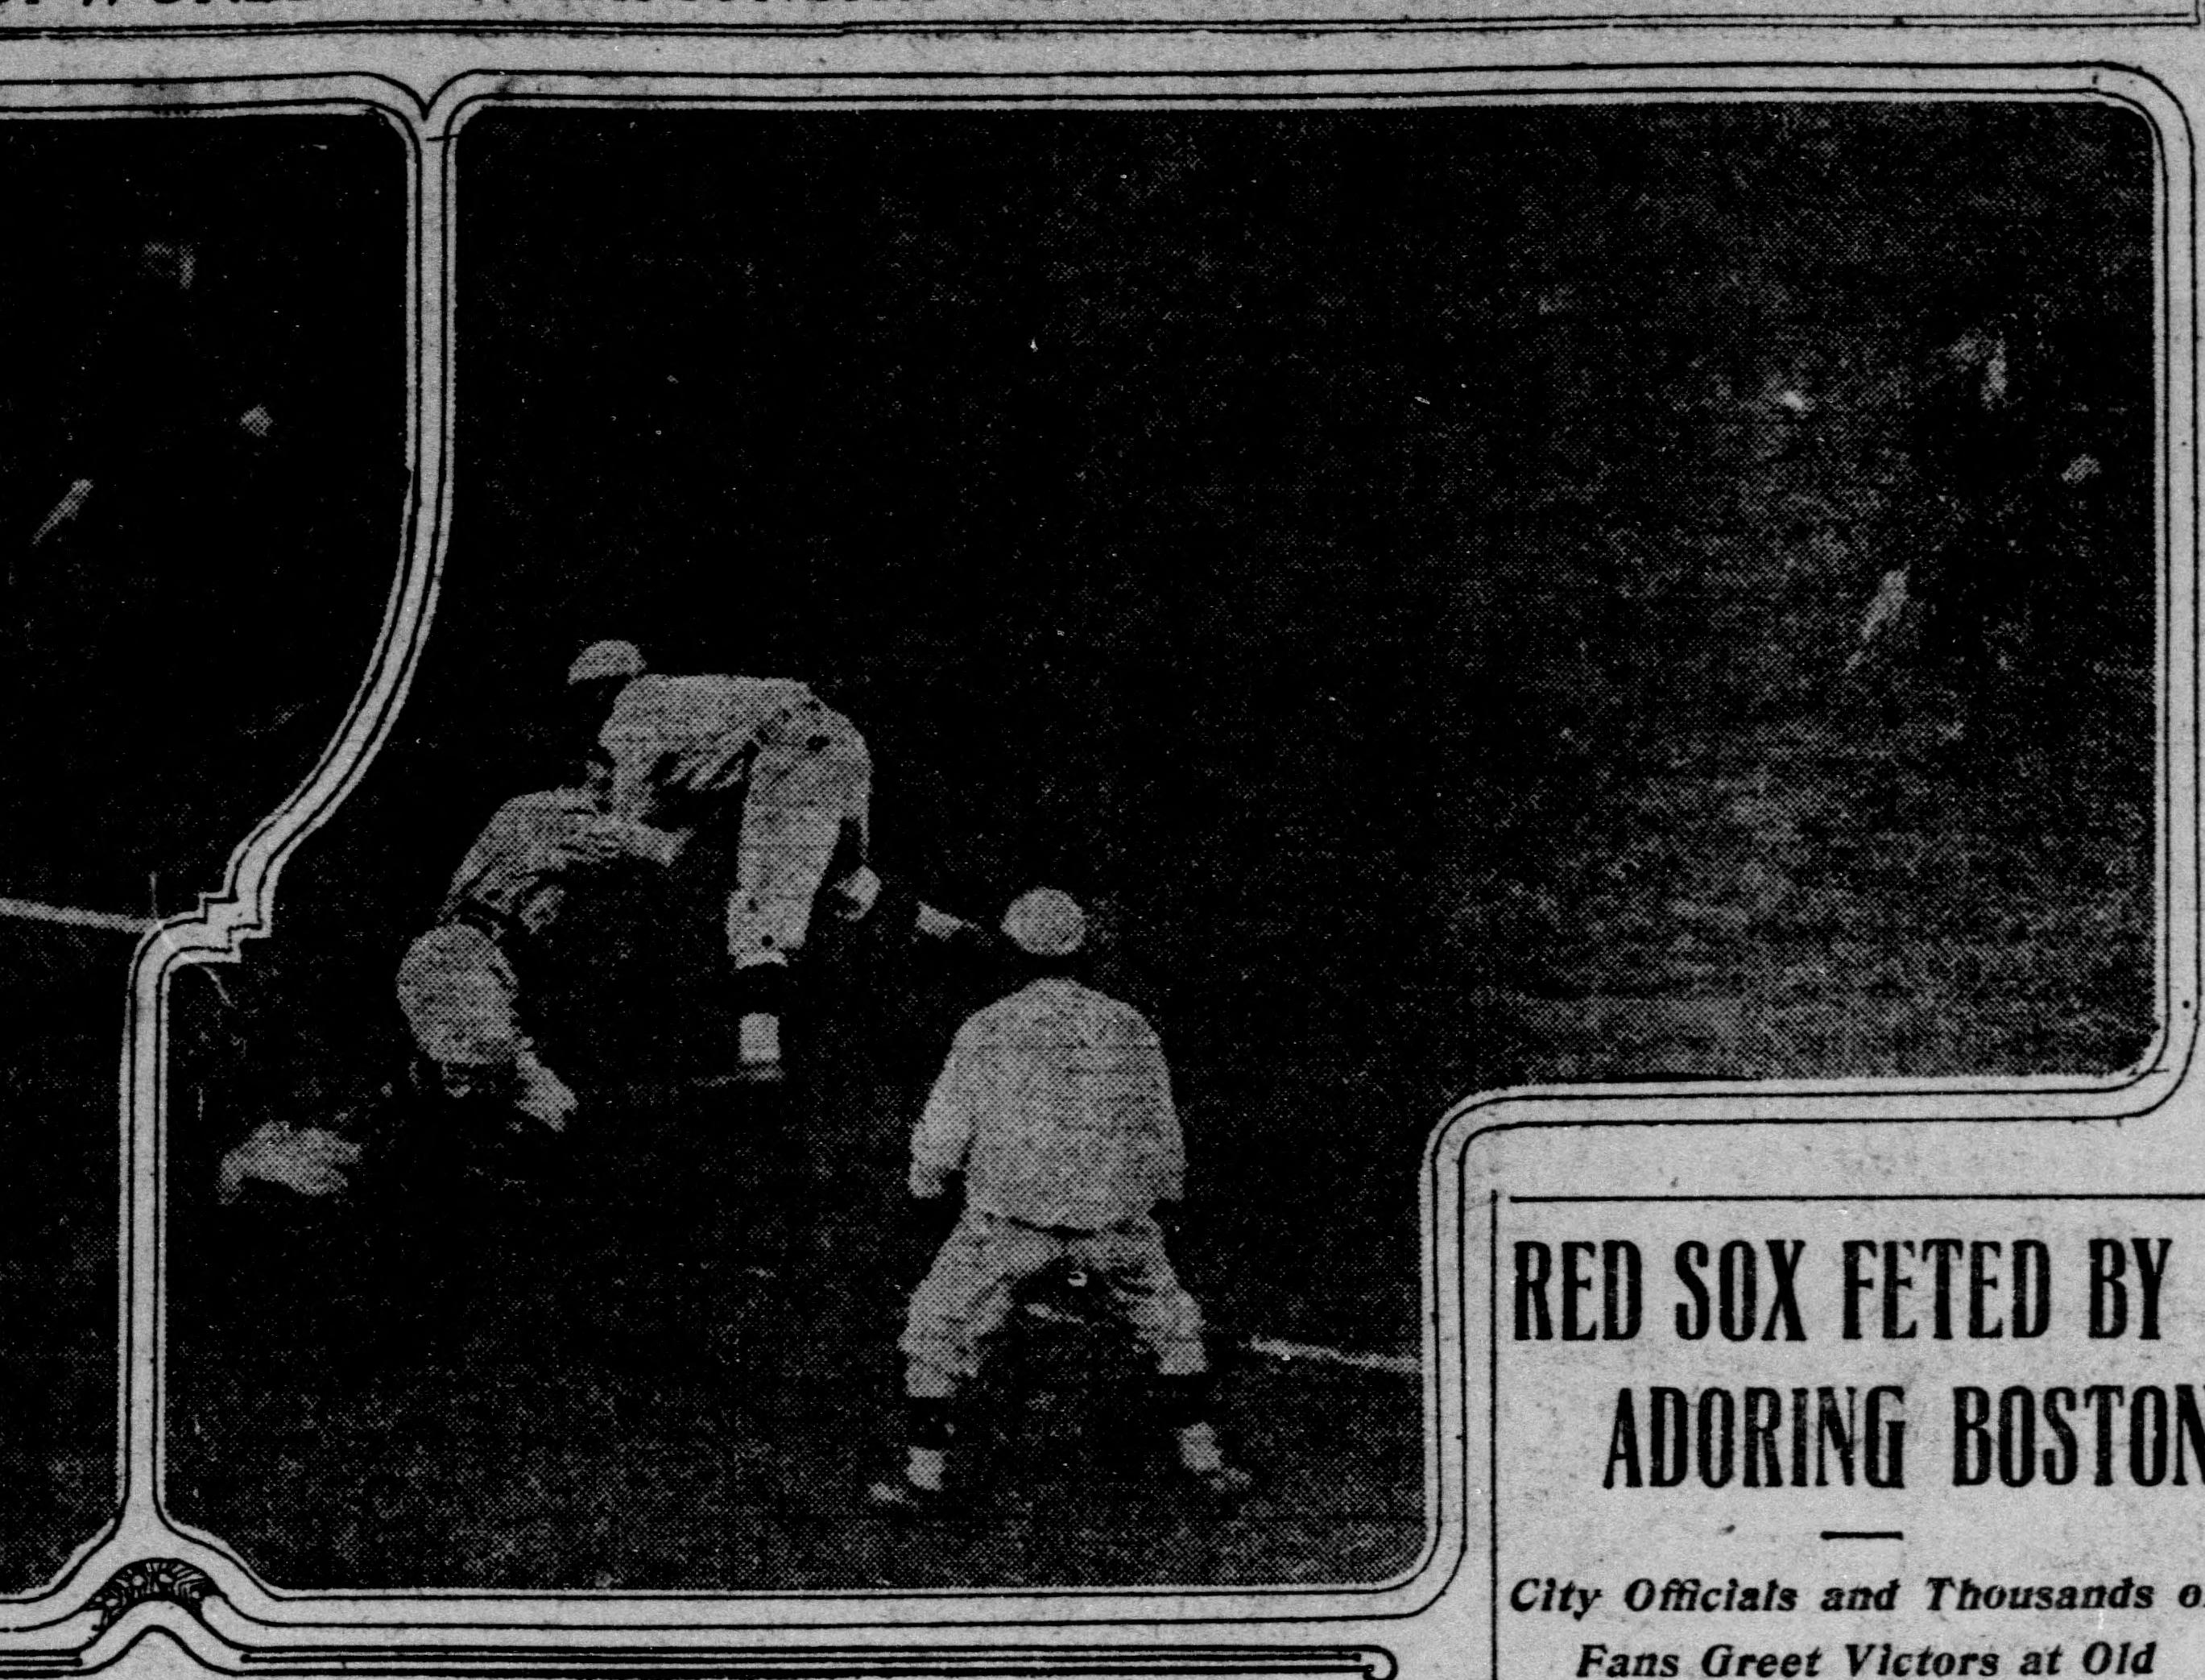 RED SOX FETED BY
ADORING BOSTON
City Officials and Thousands
Fans Greet Victors at Old